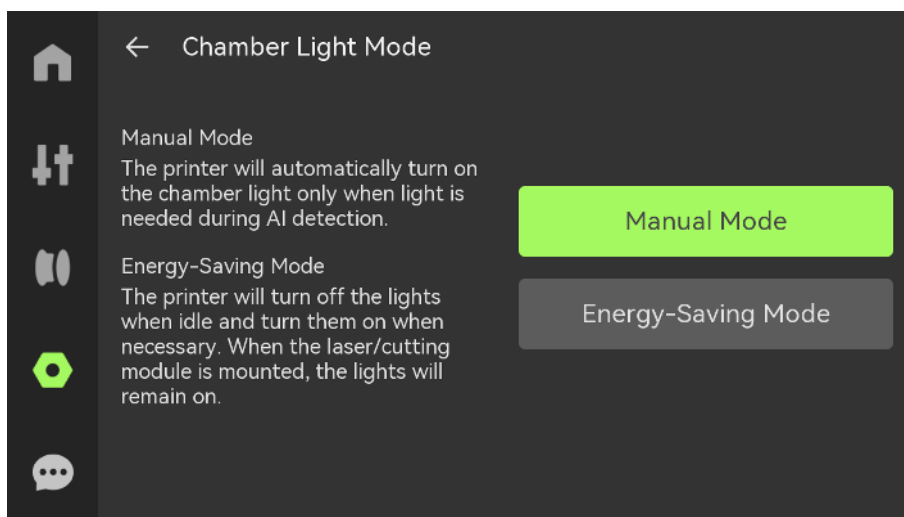 Chamber Light Mode
Manual Mode
The printer will automatically turn on
the chamber light only when light is
needed during AI detection.
Energy-Saving Mode
The printer will turn off the lights
when idle and turn them on when
necessary. When the laser/cutting
module is mounted, the lights will
remain on.
Manual Mode
Energy-Saving Mode